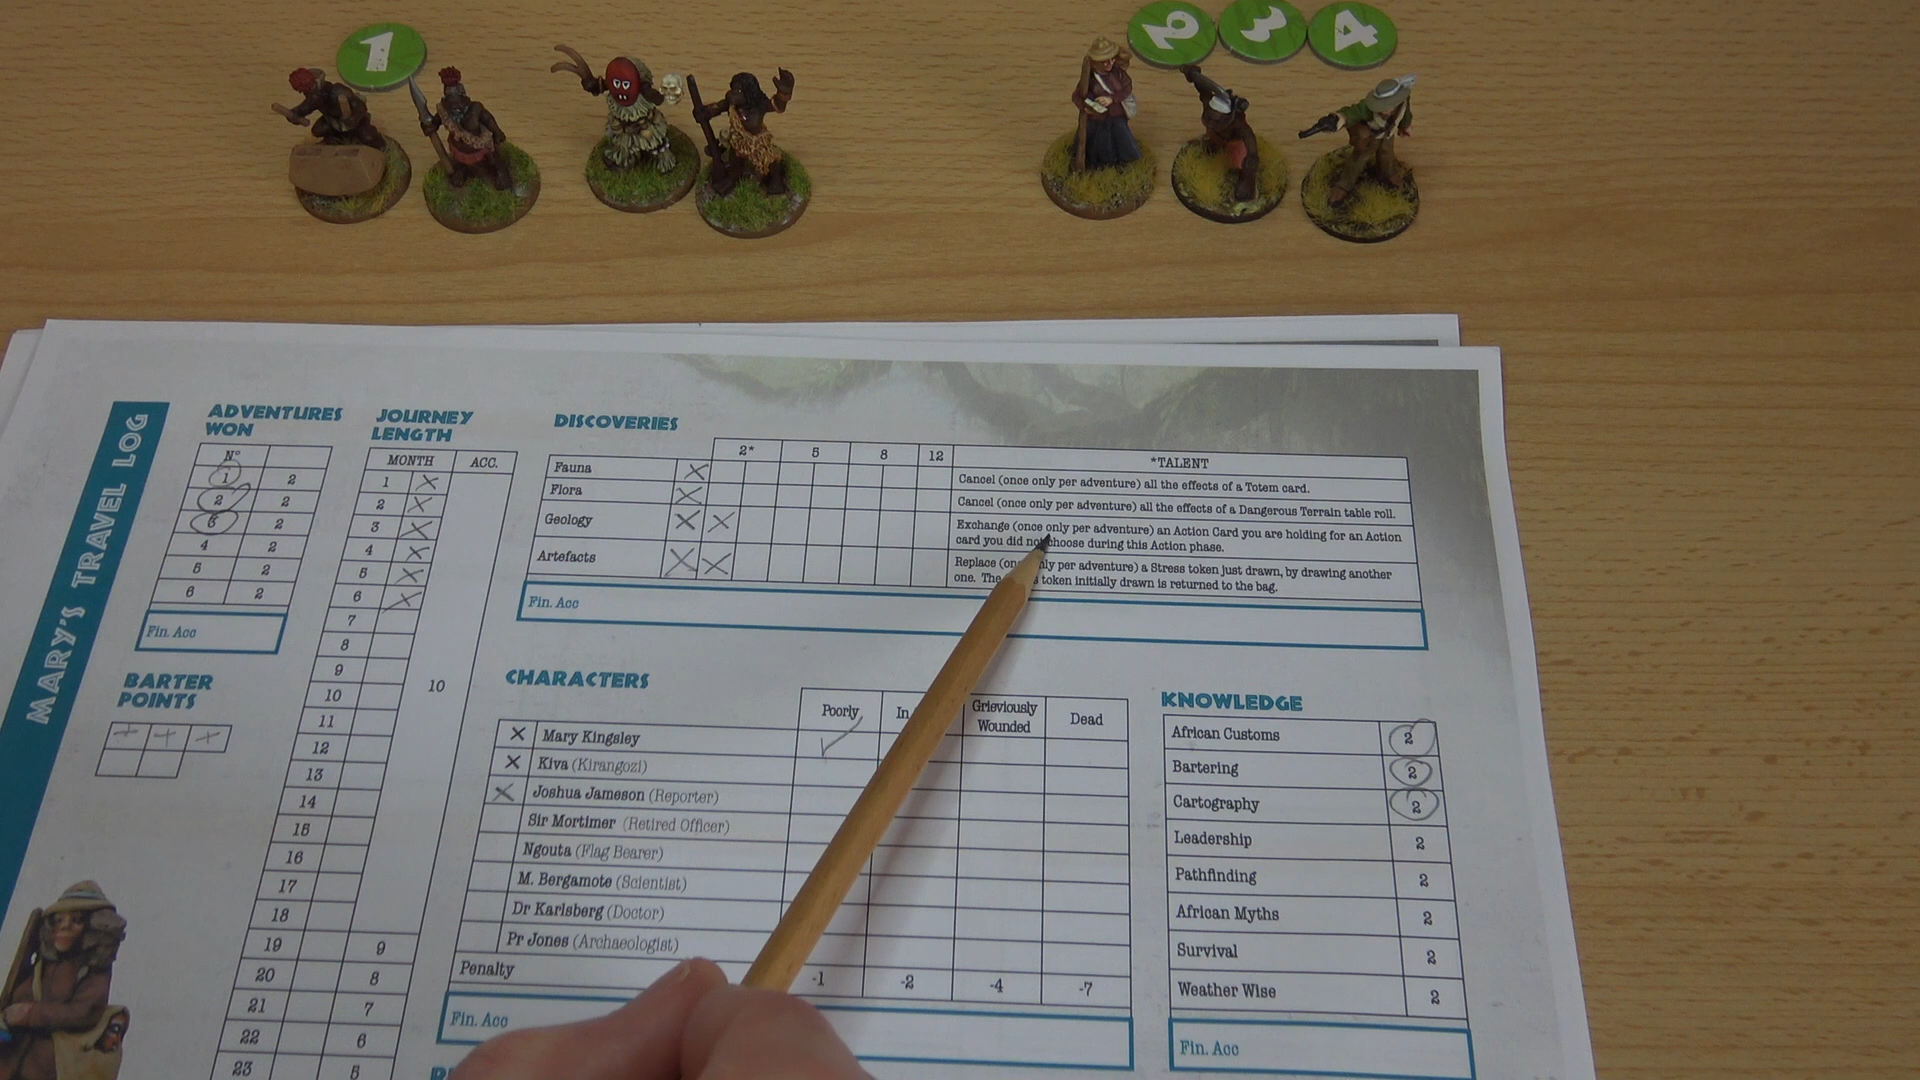 1
2 3 4
MARY'S TRAVEL LOG
ADVENTURES WON
Nº
1 2
2 2
3 2
4 2
5 2
6 2
Fin. Acc
BARTER POINTS
JOURNEY LENGTH
MONTH ACC.
1
2
3
4
5
6
7
8
9
10 10
11
12
13
14
15
16
17
18
19 9
20 8
21 7
22 6
23 5
DISCOVERIES
2* 5 8 12 *TALENT
Fauna Cancel (once only per adventure) all the effects of a Totem card.
Flora Cancel (once only per adventure) all the effects of a Dangerous Terrain table roll.
Geology Exchange (once only per adventure) an Action Card you are holding for an Action
card you did not choose during this Action phase.
Artefacts Replace (once only per adventure) a Stress token just drawn, by drawing another
one. The token initially drawn is returned to the bag.
Fin. Acc
CHARACTERS
Poorly In Grieviously Wounded Dead
Mary Kingsley
Kiva (Kirangozi)
Joshua Jameson (Reporter)
Sir Mortimer (Retired Officer)
Ngouta (Flag Bearer)
M. Bergamote (Scientist)
Dr Karlsberg (Doctor)
Pr Jones (Archaeologist)
Penalty -1 -2 -4 -7
Fin. Acc
KNOWLEDGE
African Customs 2
Bartering 2
Cartography 2
Leadership 2
Pathfinding 2
African Myths 2
Survival 2
Weather Wise 2
Fin. Acc